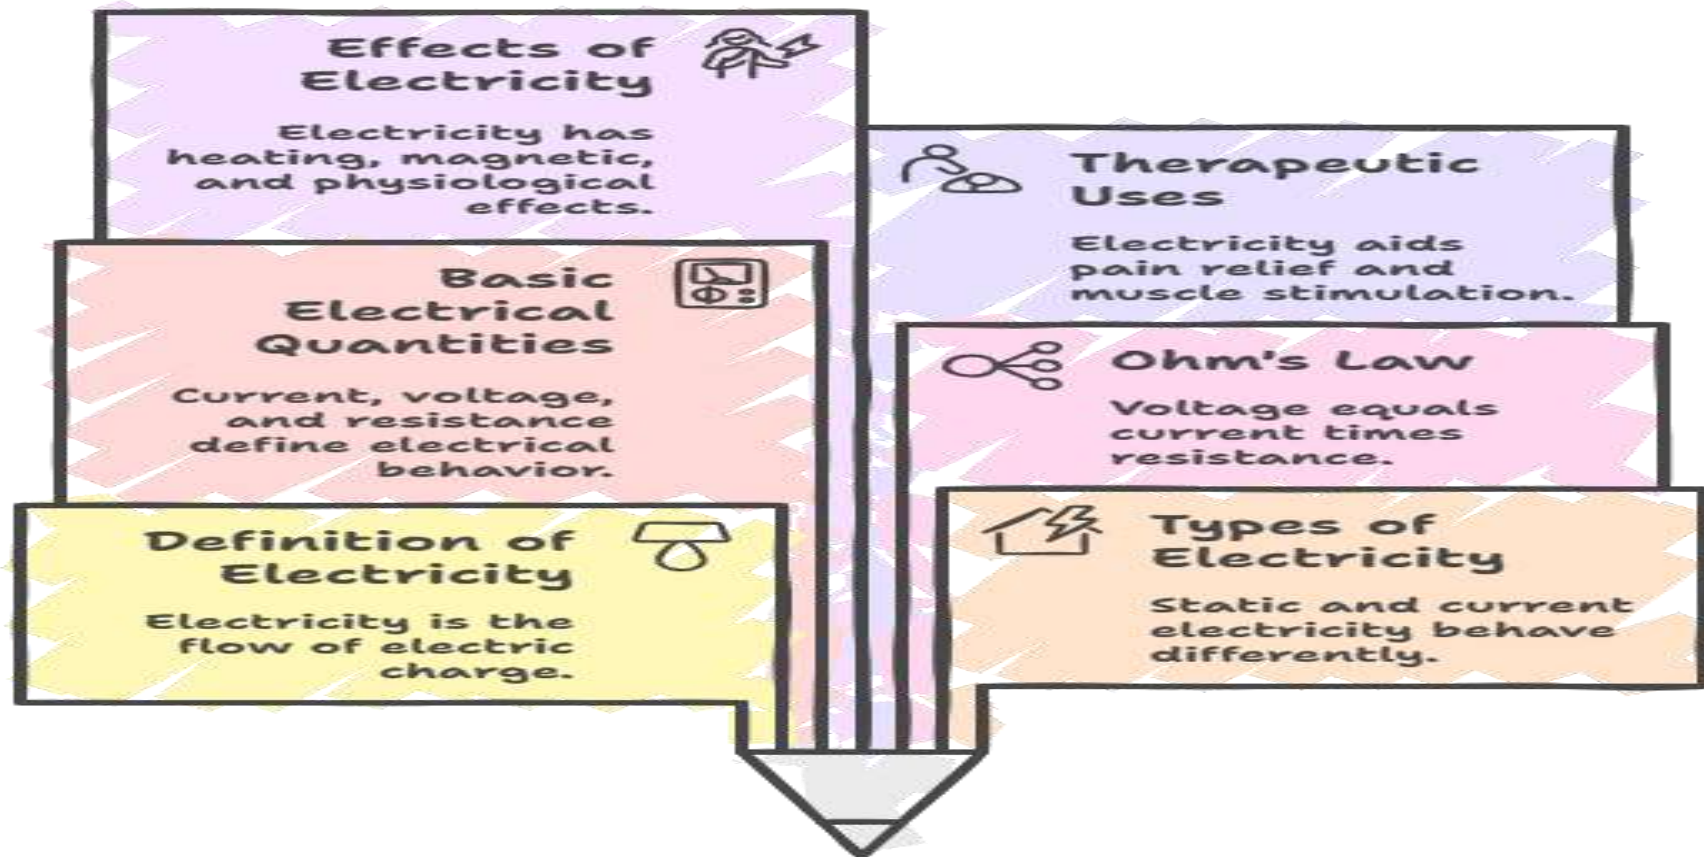 Effects of
Electricity
Electricity has
heating, magnetic,
and physiological
effects.
Therapeutic
Uses
Electricity aids
pain relief and
muscle stimulation.
Basic
Electrical
Quantities
Current, voltage,
and resistance
define electrical
behavior.
Ohm's Law
Voltage equals
current times
resistance.
Definition of
Electricity
Electricity is the
flow of electric
charge.
Types of
Electricity
Static and current
electricity behave
differently.